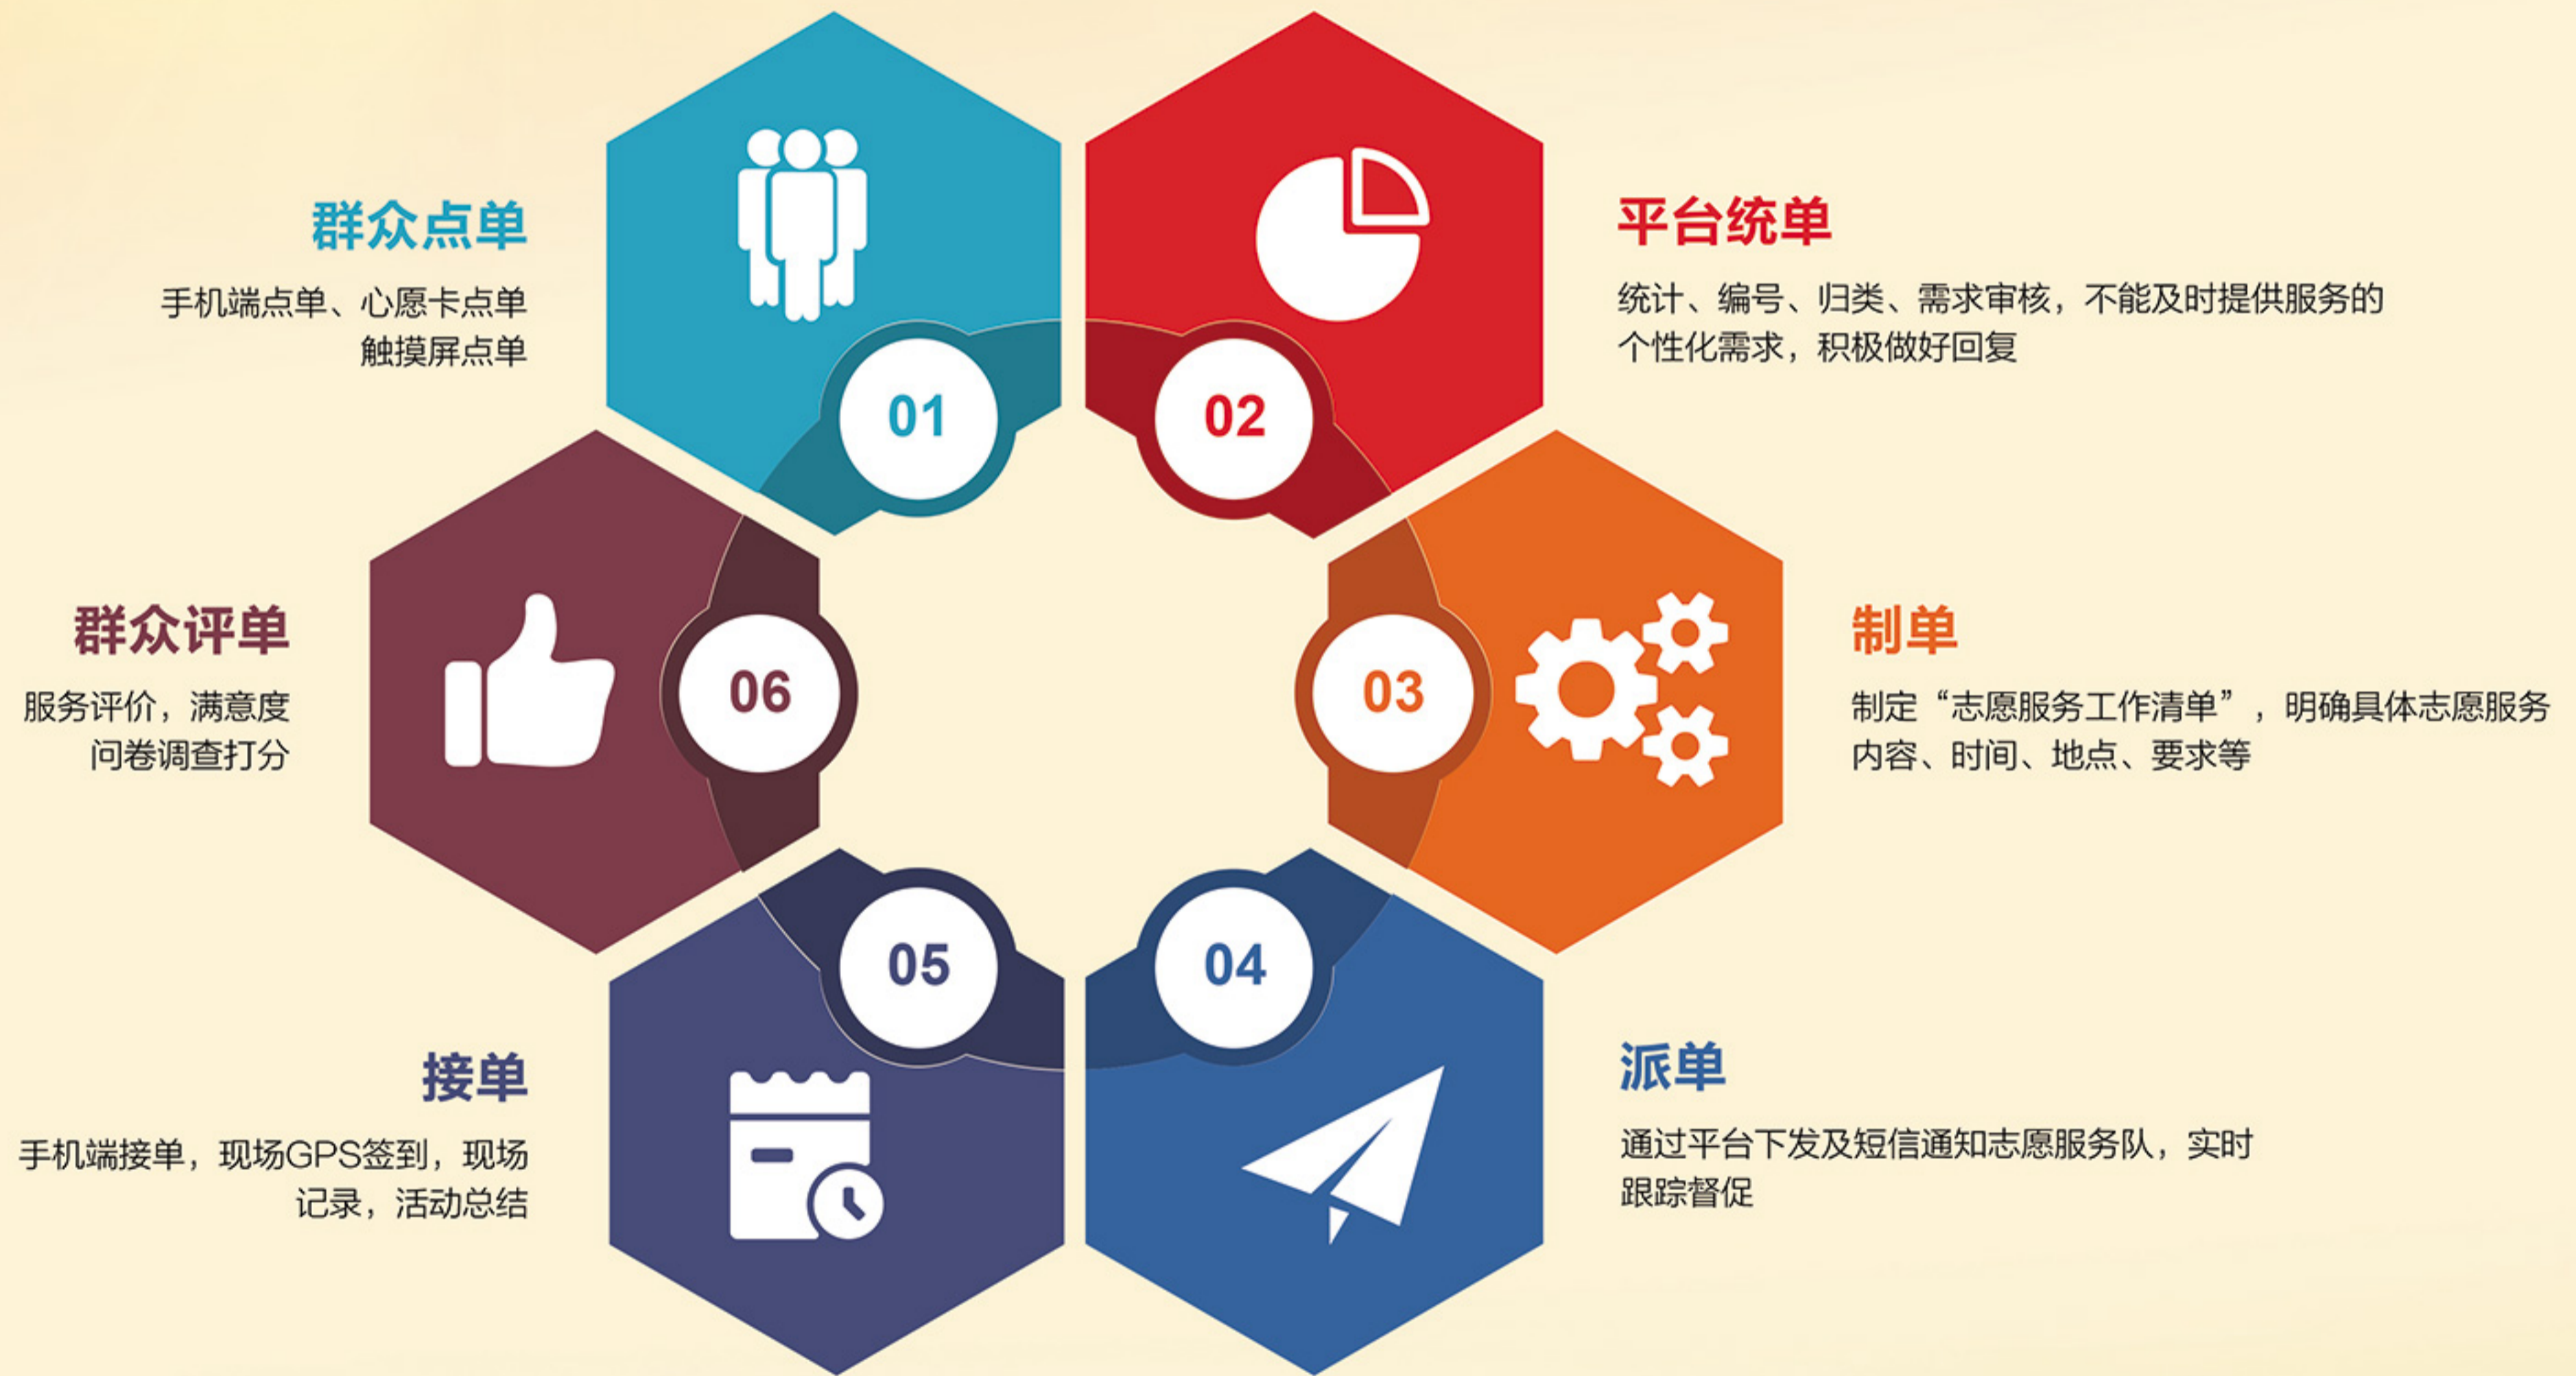 01
群众点单
手机端点单、心愿卡点单
触摸屏点单
02
平台统单
统计、编号、归类、需求审核，不能及时提供服务的
个性化需求，积极做好回复
03
制单
制定“志愿服务工作清单”，明确具体志愿服务
内容、时间、地点、要求等
04
派单
通过平台下发及短信通知志愿服务队，实时
跟踪督促
05
接单
手机端接单，现场GPS签到，现场
记录，活动总结
06
群众评单
服务评价，满意度
问卷调查打分